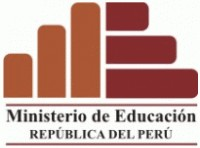 Ministerio de Educación
REPÚBLICA DEL PERÚ